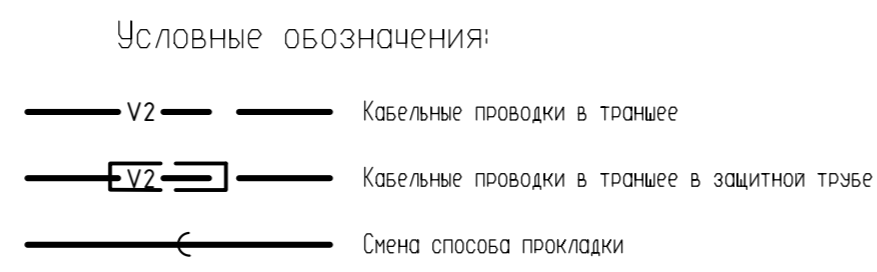 Условные обозначения:
V2 Кабельные проводки в траншее
V2 Кабельные проводки в траншее в защитной трубе
Смена способа прокладки